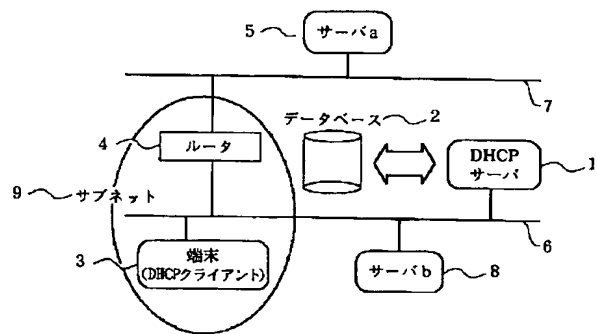 5
サーバa
7
データベース
2
4
ルータ
DHCP
サーバ
1
9
サブネット
6
3
端末
(DHCPクライアント)
サーバb
8